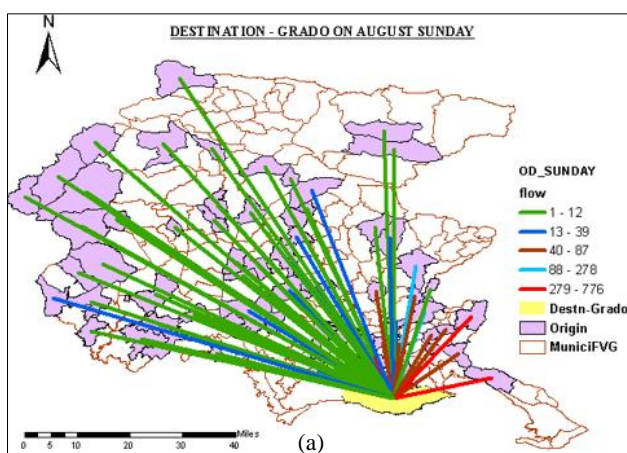 DESTINATION - GRADO ON AUGUST SUNDAY
N
OD_SUNDAY
flow
1 - 12
13 - 39
40 - 87
88 - 278
279 - 776
Destn-Grado
Origin
MuniciFVG
Miles
0 5 10 20 30 40
(a)